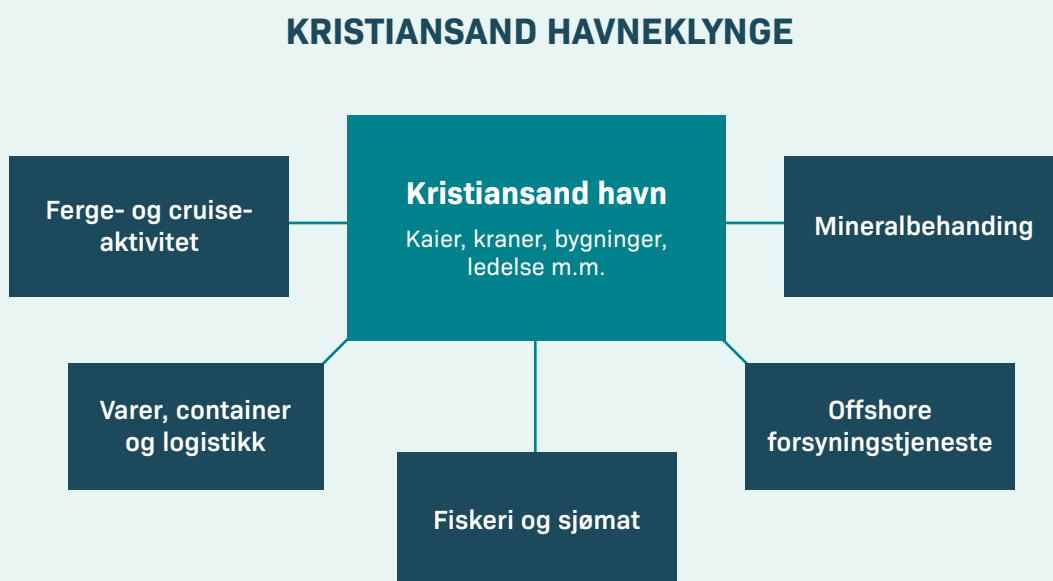 KRISTIANSAND HAVNEKLYNGE
Kristiansand havn
Kaier, kraner, bygninger,
ledelse m.m.
Ferge- og cruise-
aktivitet
Mineralbehanding
Varer, container
og logistikk
Offshore
forsyningstjeneste
Fiskeri og sjømat